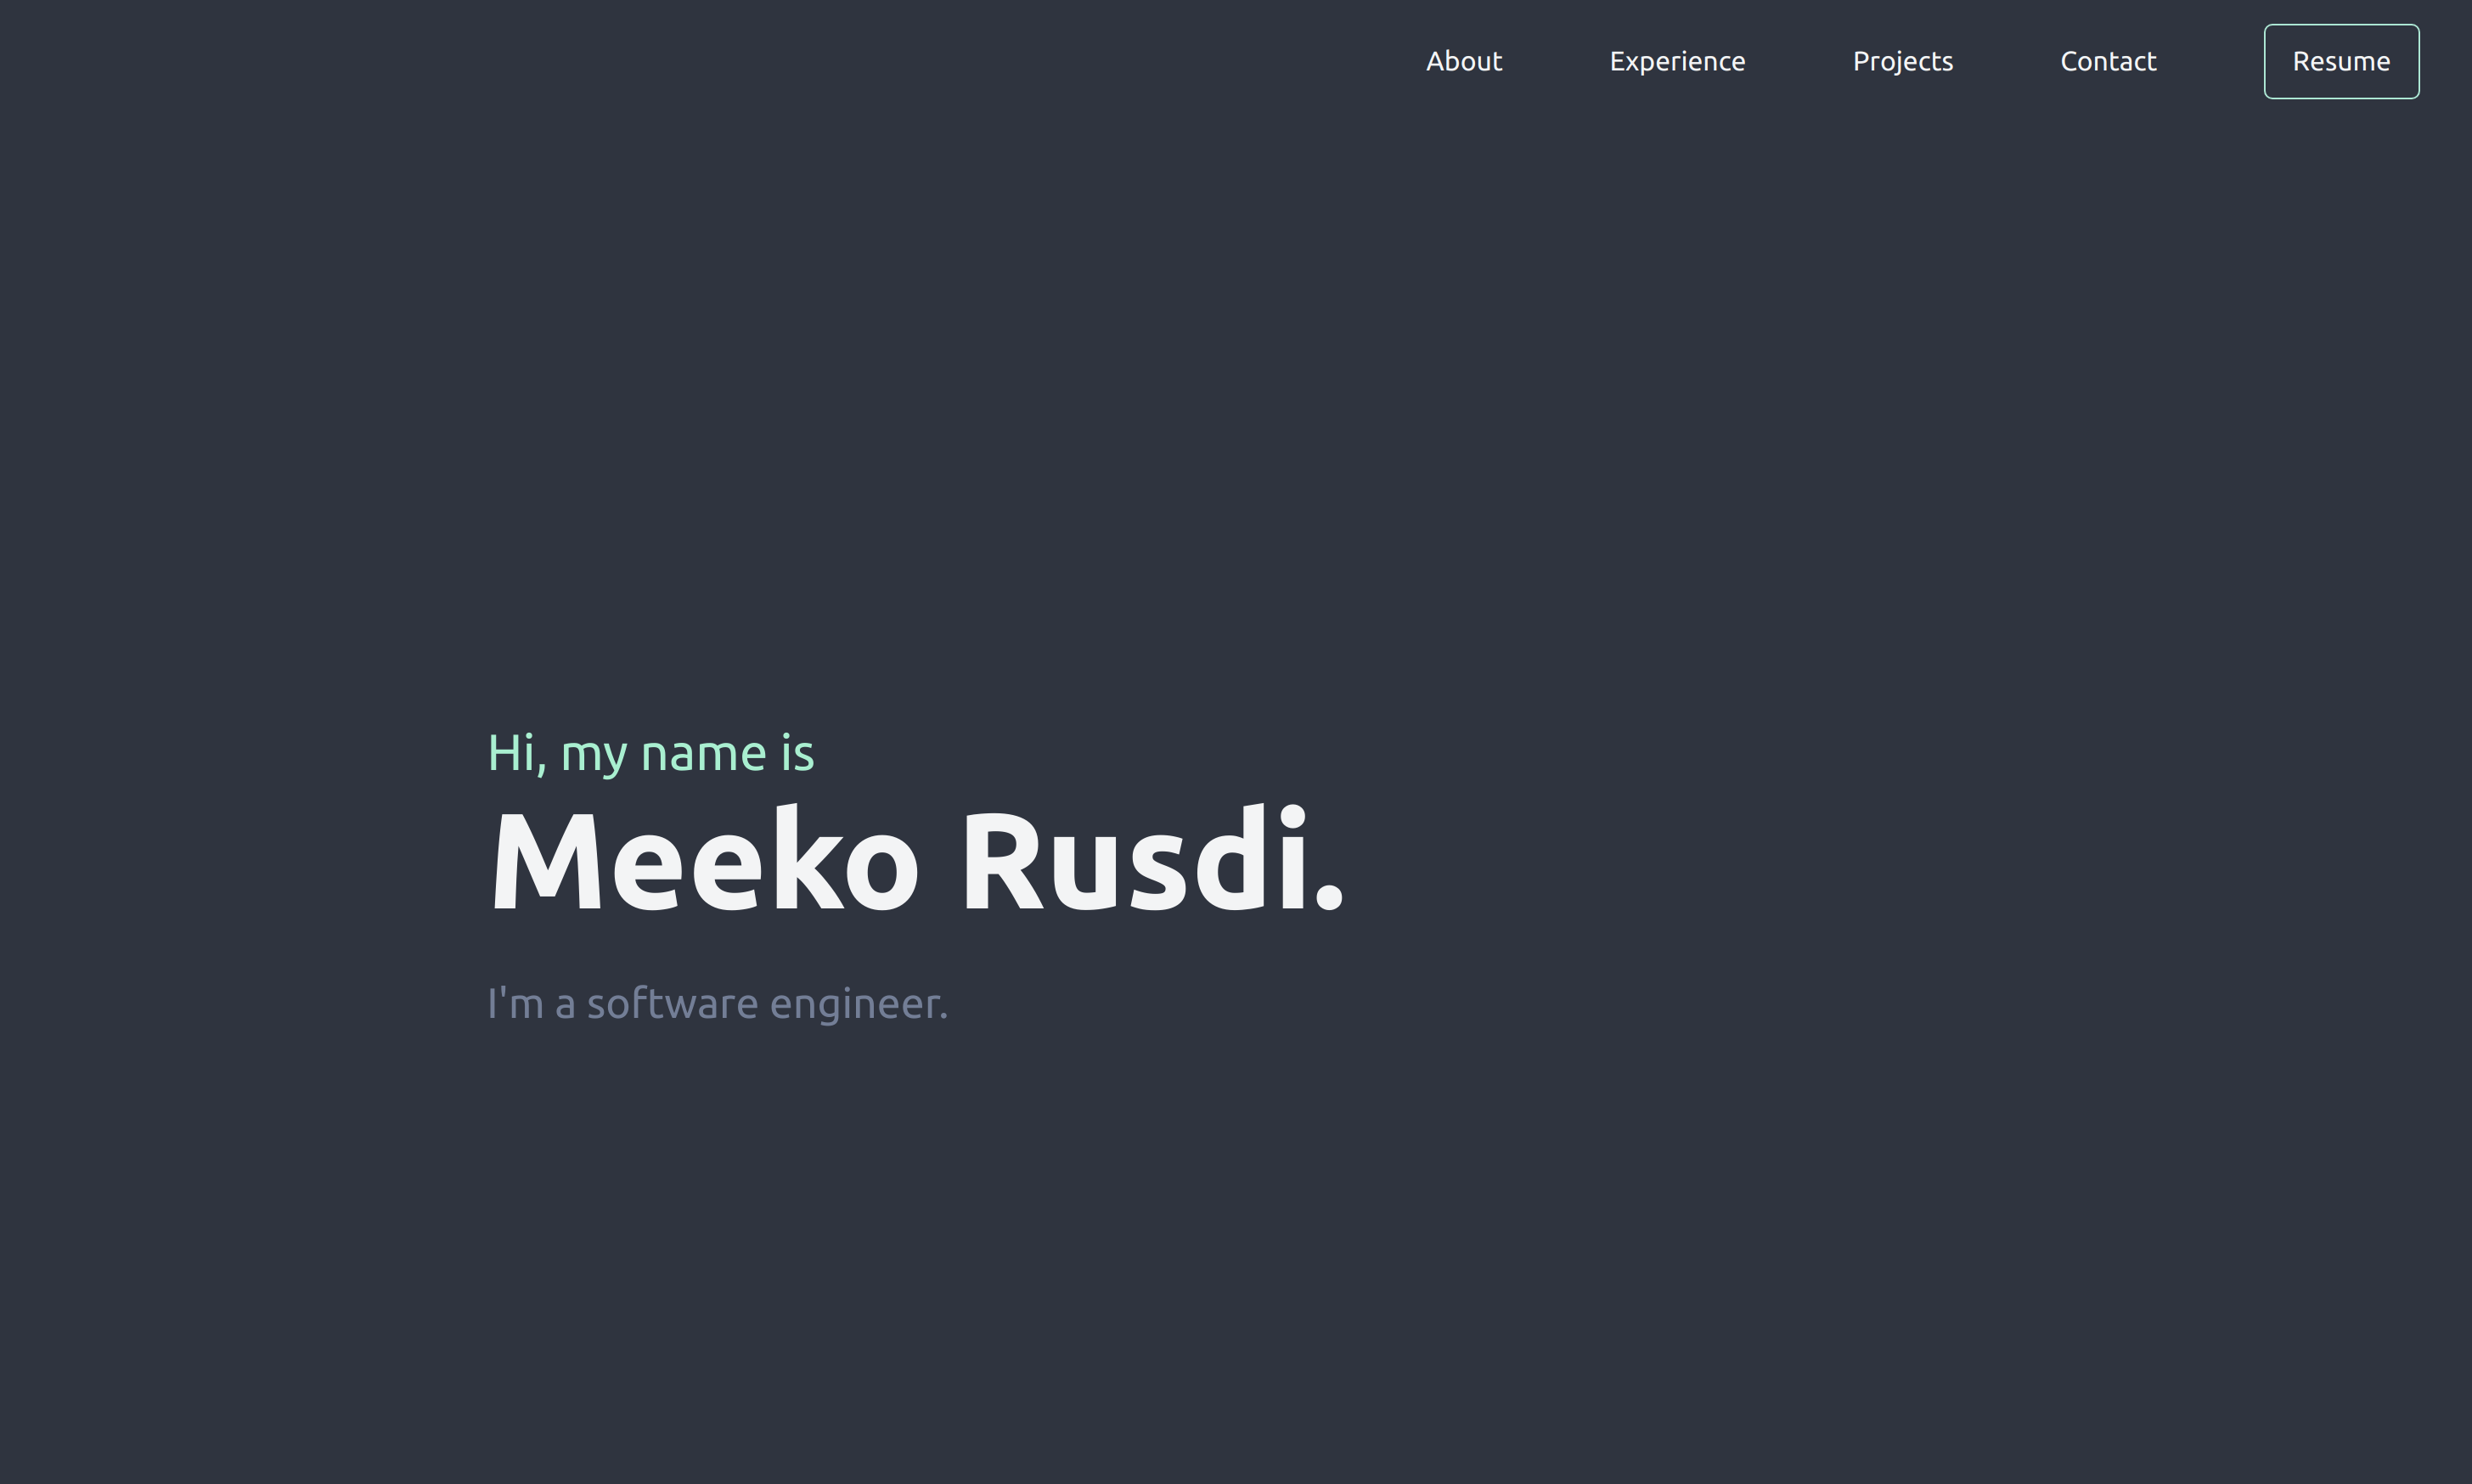 About Experience Projects Contact Resume
Hi, my name is
Meeko Rusdi.
I'm a software engineer.